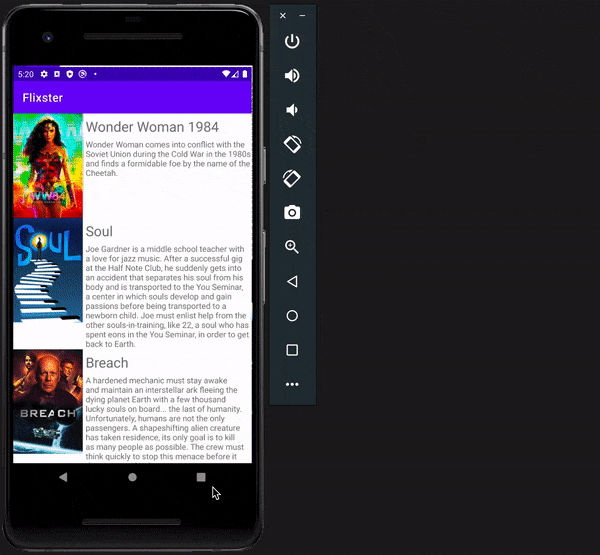 5:20
Flixster
Wonder Woman 1984
Wonder Woman comes into conflict with the
Soviet Union during the Cold War in the 1980s
and finds a formidable foe by the name of the
Cheetah.
WW84
Soul
SOUL
Joe Gardner is a middle school teacher with
a love for jazz music. After a successful gig
at the Half Note Club, he suddenly gets into
an accident that separates his soul from his
body and is transported to the You Seminar,
a center in which souls develop and gain
passions before being transported to a
newborn child. Joe must enlist help from the
other souls-in-training, like 22, a soul who has
spent eons in the You Seminar, in order to get
back to Earth.
Breach
BREACH
A hardened mechanic must stay awake
and maintain an interstellar ark fleeing the
dying planet Earth with a few thousand
lucky souls on board... the last of humanity.
Unfortunately, humans are not the only
passengers. A shapeshifting alien creature
has taken residence, its only goal is to kill
as many people as possible. The crew must
think quickly to stop this menace before it